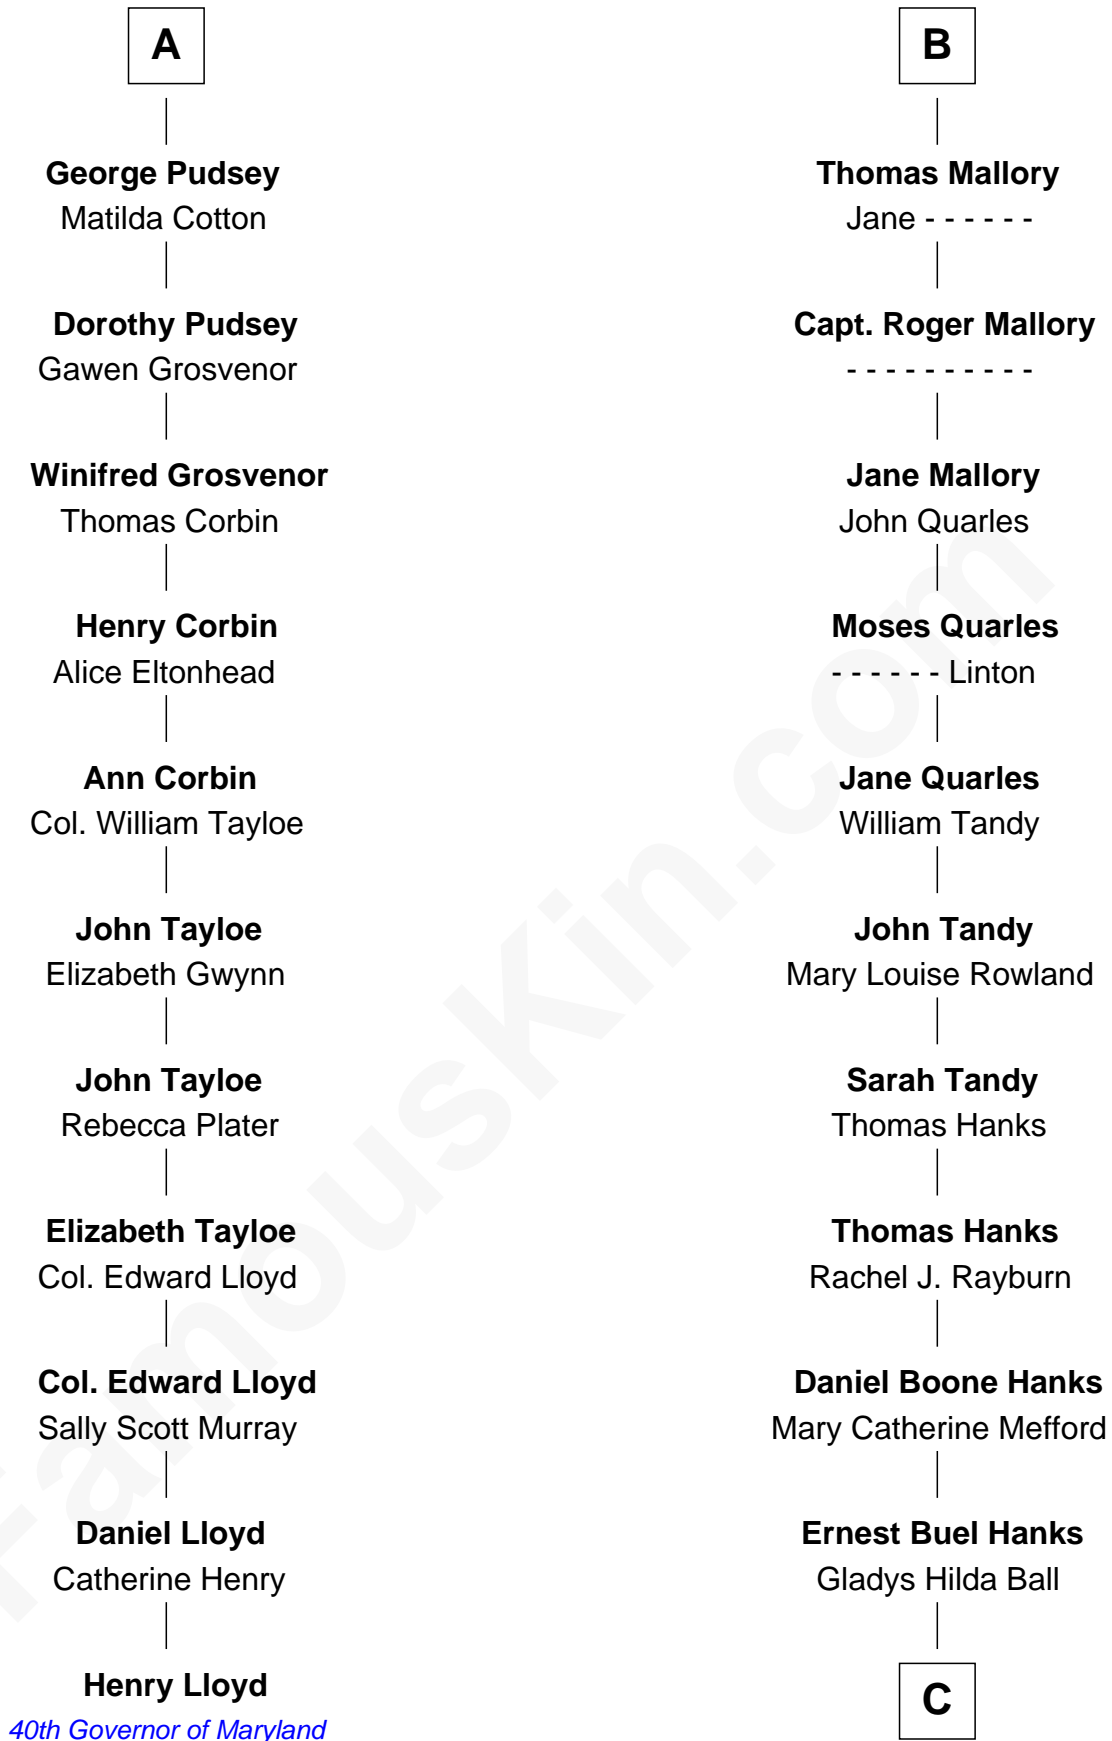 A
George Pudsey
Matilda Cotton
Dorothy Pudsey
Gawen Grosvenor
Winifred Grosvenor
Thomas Corbin
Henry Corbin
Alice Eltonhead
Ann Corbin
Col. William Tayloe
John Tayloe
Elizabeth Gwynn
John Tayloe
Rebecca Plater
Elizabeth Tayloe
Col. Edward Lloyd
Col. Edward Lloyd
Sally Scott Murray
Daniel Lloyd
Catherine Henry
Henry Lloyd
40th Governor of Maryland
B
Thomas Mallory
Jane - - - - - -
Capt. Roger Mallory
- - - - - - - - - -
Jane Mallory
John Quarles
Moses Quarles
- - - - - - Linton
Jane Quarles
William Tandy
John Tandy
Mary Louise Rowland
Sarah Tandy
Thomas Hanks
Thomas Hanks
Rachel J. Rayburn
Daniel Boone Hanks
Mary Catherine Mefford
Ernest Buel Hanks
Gladys Hilda Ball
C
FamousKin.com